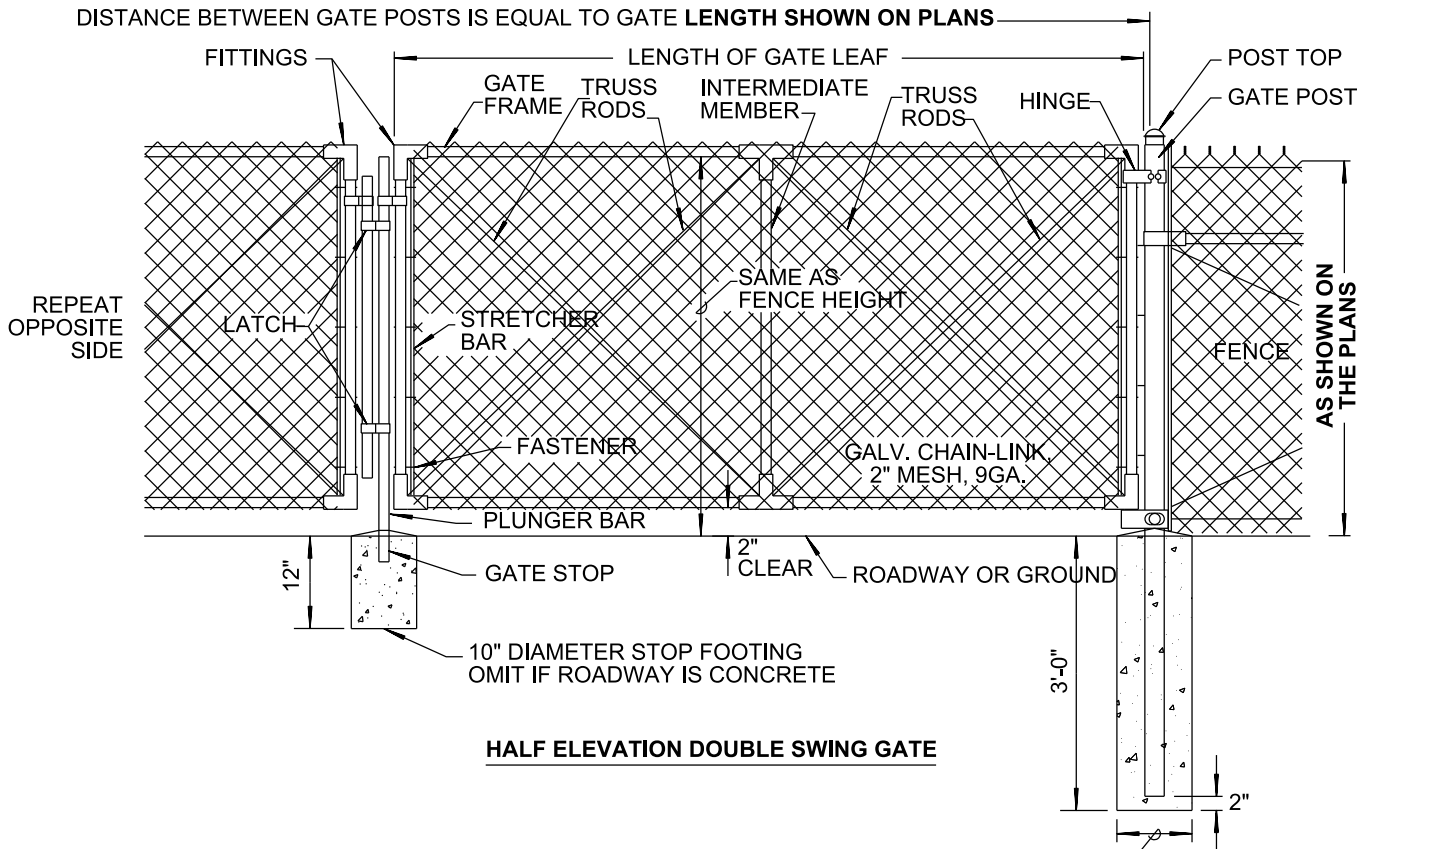 DISTANCE BETWEEN GATE POSTS IS EQUAL TO GATE LENGTH SHOWN ON PLANS
FITTINGS
LENGTH OF GATE LEAF
POST TOP
GATE
FRAME
TRUSS
RODS
INTERMEDIATE
MEMBER
TRUSS
RODS
HINGE
GATE POST
SAME AS
FENCE HEIGHT
REPEAT
OPPOSITE
SIDE
LATCH
STRETCHER
BAR
FENCE
AS SHOWN ON
THE PLANS
FASTENER
GALV. CHAIN-LINK,
2" MESH, 9GA.
PLUNGER BAR
2"
CLEAR
GATE STOP
ROADWAY OR GROUND
12"
10" DIAMETER STOP FOOTING
OMIT IF ROADWAY IS CONCRETE
3'-0"
HALF ELEVATION DOUBLE SWING GATE
2"